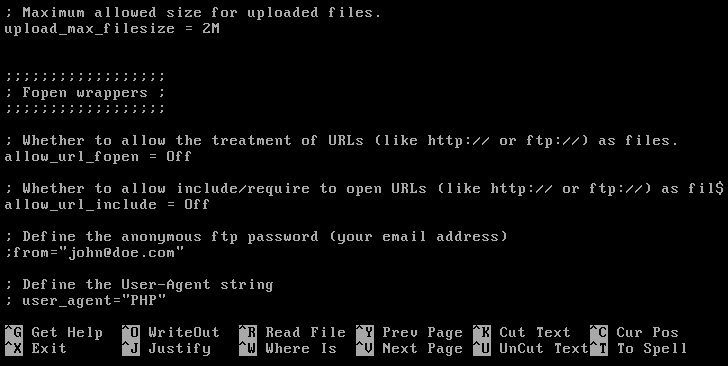 ; Maximum allowed size for uploaded files.
upload_max_filesize = 2M
;;;;;;;;;;;;;;;;;;
; Fopen wrappers ;
;;;;;;;;;;;;;;;;;;
; Whether to allow the treatment of URLs (like http:// or ftp://) as files.
allow_url_fopen = Off
; Whether to allow include/require to open URLs (like http:// or ftp://) as fil$
allow_url_include = Off
; Define the anonymous ftp password (your email address)
;from="john@doe.com"
; Define the User-Agent string
; user_agent="PHP"
^G Get Help ^O WriteOut ^R Read File ^Y Prev Page ^K Cut Text ^C Cur Pos
^X Exit ^J Justify ^W Where Is ^V Next Page ^U UnCut Text ^T To Spell